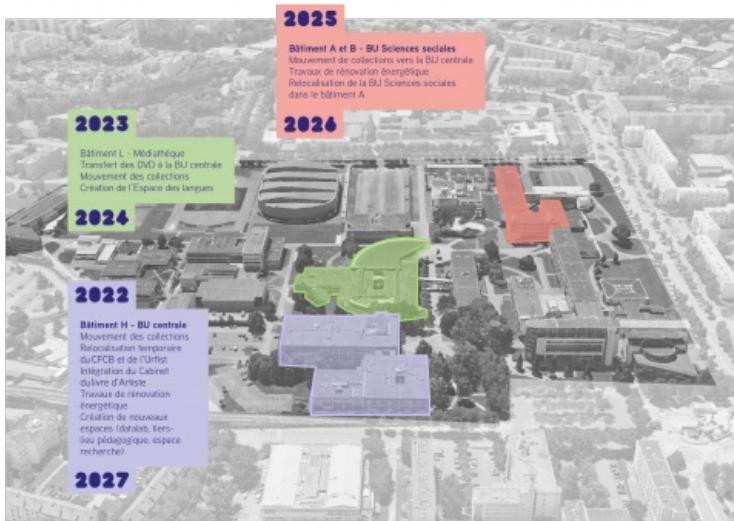 2025
Bâtiment A et B - BU Sciences sociales
Mouvement de collections vers la BU centrale
Travaux de rénovation énergétique
Relocalisation de la BU Sciences sociales
dans le bâtiment A
2026
2023
Bâtiment L - Médiathèque
Transfert des DVD à la BU centrale
Mouvement des collections
Création de l'Espace des langues
2024
2022
Bâtiment H - BU centrale
Mouvement des collections
Relocalisation temporaire
du CFCB et de l'Urfist
Intégration du Cabinet
du livre d'Artiste
Travaux de rénovation
énergétique
Création de nouveaux
espaces (datalab, tiers-
lieu pédagogique, espace
recherche)
2027